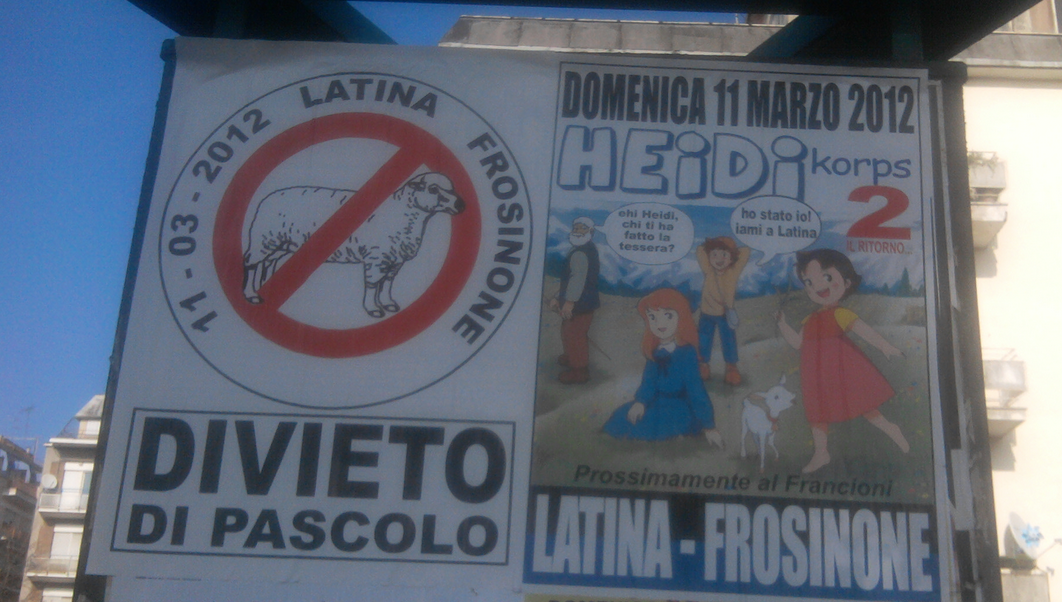 11 - 03 - 2012 LATINA FROSINONE
DIVIETO
DI PASCOLO
DOMENICA 11 MARZO 2012
HEiDi korps
2
IL RITORNO...
ehi Heidi,
chi ti ha
fatto la
tessera?
ho stato io!
iami a Latina
Prossimamente al Francioni
LATINA - FROSINONE